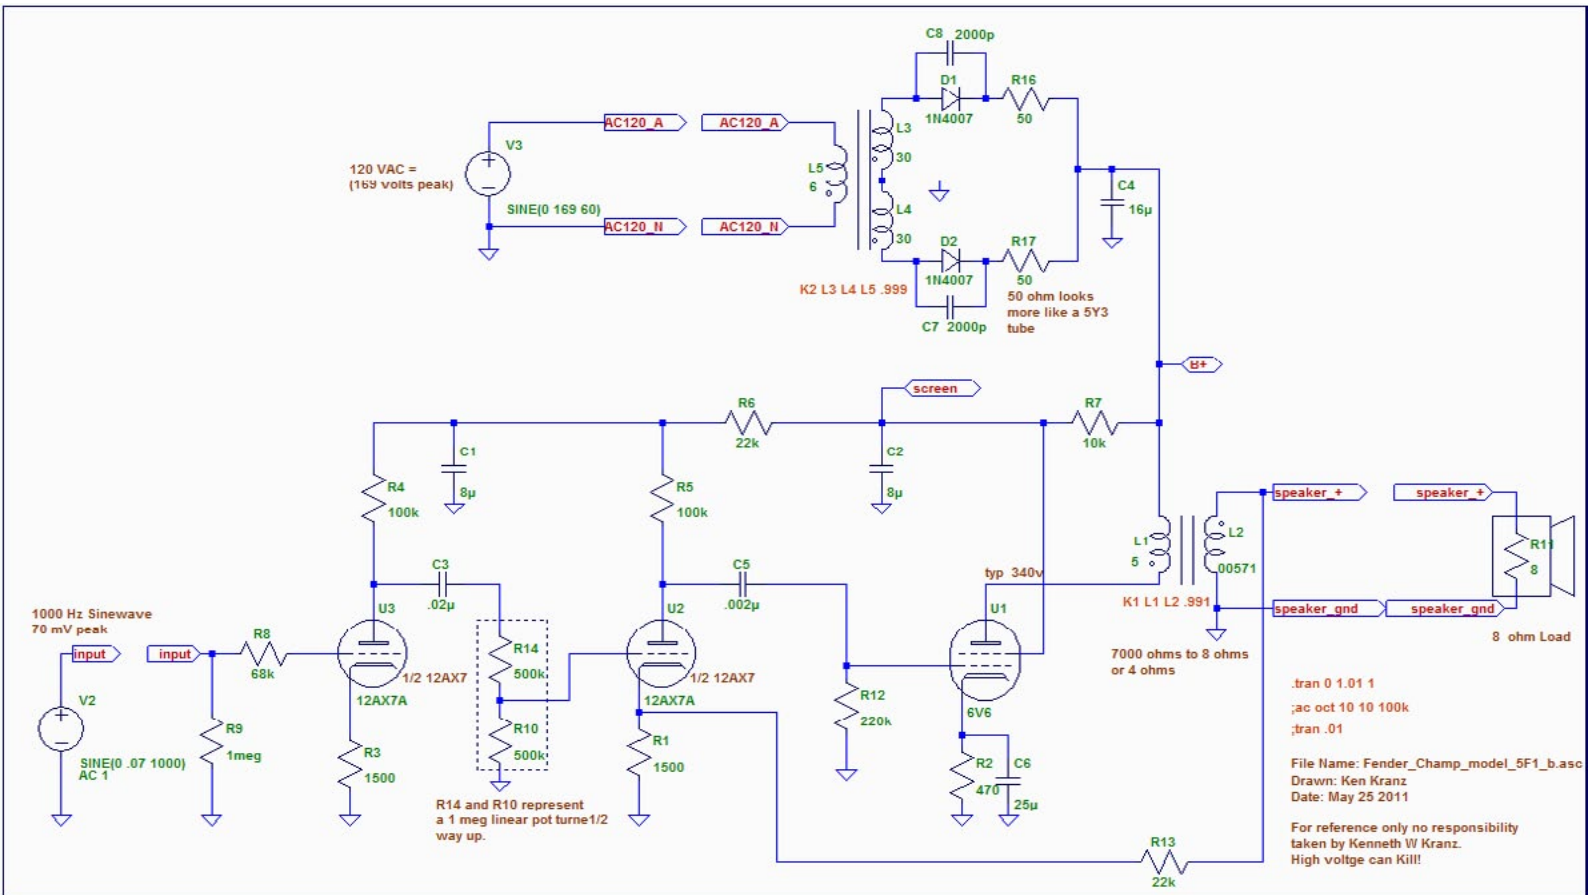 C8 2000p
D1
1N4007
R16
50
AC120_A
AC120_A
V3
120 VAC =
(169 volts peak)
SINE(0 169 60)
AC120_N
AC120_N
L5
6
L3
30
L4
30
C4
16µ
D2
1N4007
R17
50
K2 L3 L4 L5 .999
C7 2000p
50 ohm looks
more like a 5Y3
tube
B+
screen
R6
22k
R7
10k
C1
8µ
C2
8µ
R4
100k
R5
100k
speaker_+
speaker_+
L1
5
L2
00571
R11
8
C3
.02µ
C5
.002µ
typ 340v
K1 L1 L2 .991
speaker_gnd
speaker_gnd
8 ohm Load
1000 Hz Sinewave
70 mV peak
input
input
R8
68k
U3
1/2 12AX7
12AX7A
R14
500k
U2
1/2 12AX7
12AX7A
U1
6V6
7000 ohms to 8 ohms
or 4 ohms
V2
SINE(0 .07 1000)
AC 1
R9
1meg
R3
1500
R10
500k
R1
1500
R12
220k
R2
470
C6
25µ
R14 and R10 represent
a 1 meg linear pot turne1/2
way up.
R13
22k
.tran 0 1.01 1
;ac oct 10 10 100k
;tran .01
File Name: Fender_Champ_model_5F1_b.asc
Drawn: Ken Kranz
Date: May 25 2011
For reference only no responsibility
taken by Kenneth W Kranz.
High voltge can Kill!